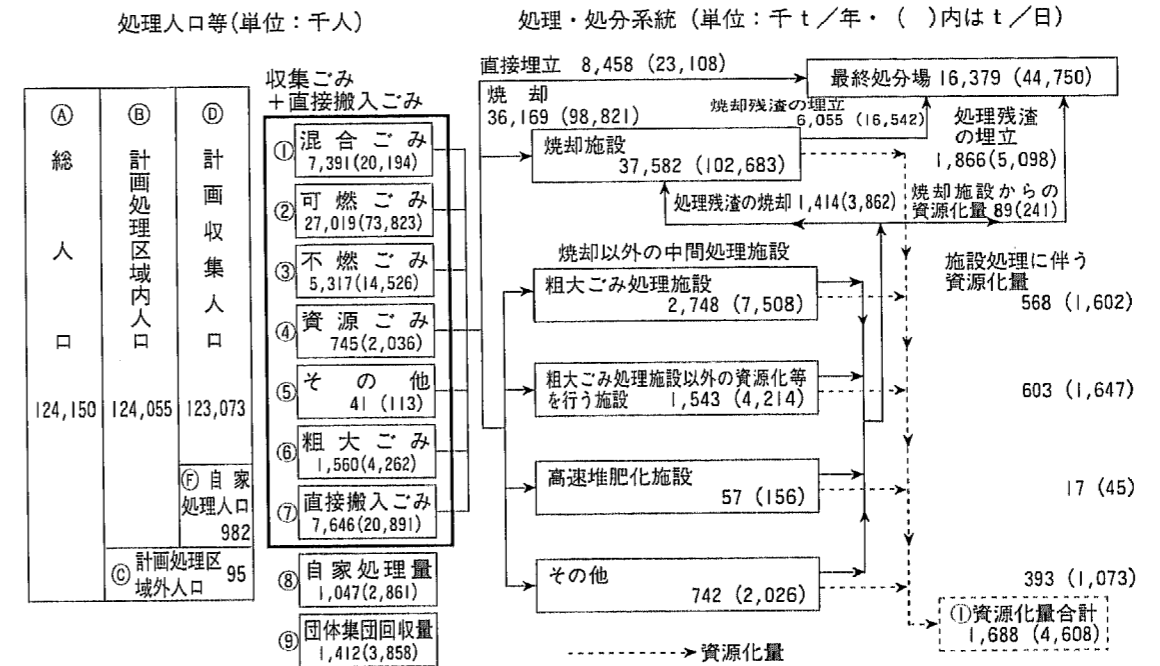 処理人口等(単位：千人)
処理・処分系統 (単位：千ｔ／年・(　)内はｔ／日)
Ⓐ 総人口
124,150
Ⓑ 計画処理区域内人口
124,055
Ⓓ 計画収集人口
123,073
Ⓕ 自家
処理人口
982
Ⓒ 計画処理区
域外人口 95
収集ごみ
＋直接搬入ごみ
① 混合ごみ
7,391(20,194)
② 可燃ごみ
27,019(73,823)
③ 不燃ごみ
5,317(14,526)
④ 資源ごみ
745(2,036)
⑤ その他
41 (113)
⑥ 粗大ごみ
1,560(4,262)
⑦ 直接搬入ごみ
7,646(20,891)
⑧ 自家処理量
1,047(2,861)
⑨ 団体集団回収量
1,412(3,858)
直接埋立 8,458 (23,108)
最終処分場 16,379 (44,750)
焼却
36,169 (98,821)
焼却残渣の埋立
6,055 (16,542)
処理残渣
の埋立
1,866(5,098)
焼却施設
37,582 (102,683)
処理残渣の焼却 1,414(3,862)
焼却施設からの
資源化量 89(241)
焼却以外の中間処理施設
粗大ごみ処理施設
2,748 (7,508)
施設処理に伴う
資源化量
568 (1,602)
粗大ごみ処理施設以外の資源化等
を行う施設 1,543 (4,214)
603 (1,647)
高速堆肥化施設
57 (156)
17 (45)
その他
742 (2,026)
393 (1,073)
①資源化量合計
1,688 (4,608)
資源化量